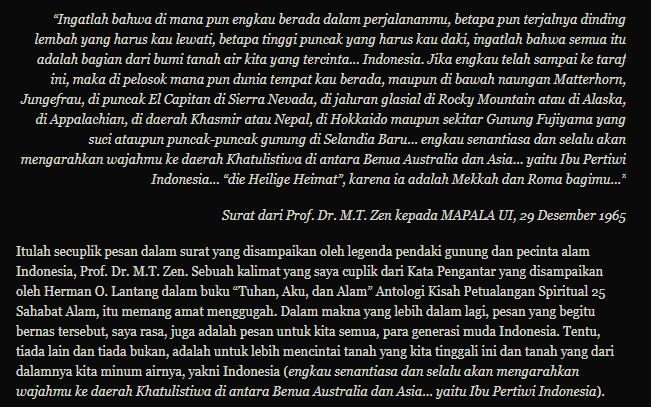 “Ingatlah bahwa di mana pun engkau berada dalam perjalananmu, betapa pun terjalnya dinding
lembah yang harus kau lewati, betapa tinggi puncak yang harus kau daki, ingatlah bahwa semua itu
adalah bagian dari bumi tanah air kita yang tercinta... Indonesia. Jika engkau telah sampai ke taraf
ini, maka di pelosok mana pun dunia tempat kau berada, maupun di bawah naungan Matterhorn,
Jungefrau, di puncak El Capitan di Sierra Nevada, di jaluran glasial di Rocky Mountain atau di Alaska,
di Appalachian, di daerah Khasmir atau Nepal, di Hokkaido maupun sekitar Gunung Fujiyama yang
suci ataupun puncak-puncak gunung di Selandia Baru... engkau senantiasa dan selalu akan
mengarahkan wajahmu ke daerah Khatulistiwa di antara Benua Australia dan Asia... yaitu Ibu Pertiwi
Indonesia... “die Heilige Heimat”, karena ia adalah Mekkah dan Roma bagimu...”
Surat dari Prof. Dr. M.T. Zen kepada MAPALA UI, 29 Desember 1965
Itulah secuplik pesan dalam surat yang disampaikan oleh legenda pendaki gunung dan pecinta alam
Indonesia, Prof. Dr. M.T. Zen. Sebuah kalimat yang saya cuplik dari Kata Pengantar yang disampaikan
oleh Herman O. Lantang dalam buku “Tuhan, Aku, dan Alam” Antologi Kisah Petualangan Spiritual 25
Sahabat Alam, itu memang amat menggugah. Dalam makna yang lebih dalam lagi, pesan yang begitu
bernas tersebut, saya rasa, juga adalah pesan untuk kita semua, para generasi muda Indonesia. Tentu,
tiada lain dan tiada bukan, adalah untuk lebih mencintai tanah yang kita tinggali ini dan tanah yang dari
dalamnya kita minum airnya, yakni Indonesia (engkau senantiasa dan selalu akan mengarahkan
wajahmu ke daerah Khatulistiwa di antara Benua Australia dan Asia... yaitu Ibu Pertiwi Indonesia).